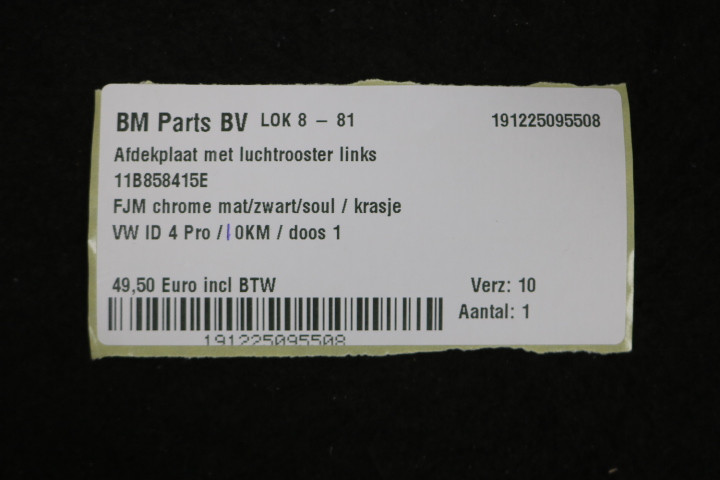 BM Parts BV LOK 8 – 81 191225095508
Afdekplaat met luchtrooster links
11B858415E
FJM chrome mat/zwart/soul / krasje
VW ID 4 Pro / 0KM / doos 1
49,50 Euro incl BTW Verz: 10
Aantal: 1
191225095508